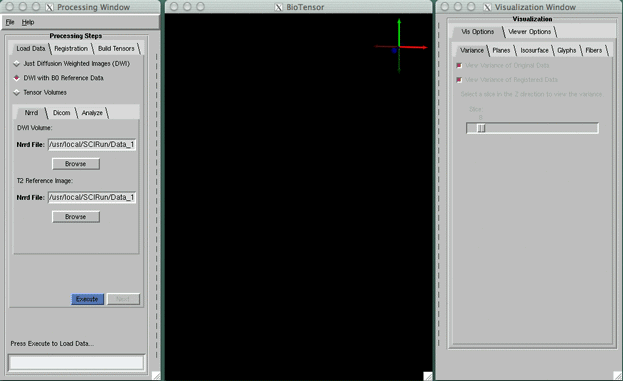 Processing Window
File Help
Processing Steps
Load Data Registration Build Tensors
Just Diffusion Weighted Images (DWI)
DWI with B0 Reference Data
Tensor Volumes
Nrrd Dicom Analyze
DWI Volume:
Nrrd File: /usr/local/SCIRun/Data_1
Browse
T2 Reference Image:
Nrrd File: /usr/local/SCIRun/Data_1
Browse
Execute Next
Press Execute to Load Data...
BioTensor
Visualization Window
Visualization
Vis Options Viewer Options
Variance Planes Isosurface Glyphs Fibers
View Variance of Original Data
View Variance of Registered Data
Select a slice in the Z direction to view the variance:
Slice